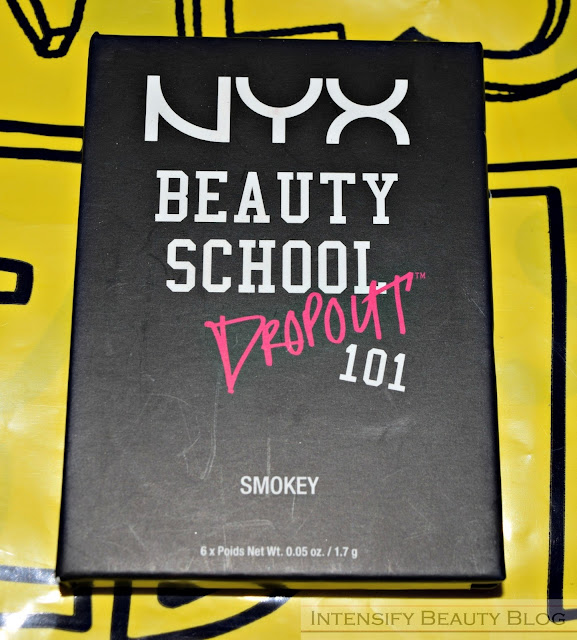 NYX
BEAUTY
SCHOOL
DROPOUT™
101
SMOKEY
6 x Poids Net Wt. 0.05 oz. / 1.7 g
INTENSIFY BEAUTY BLOG